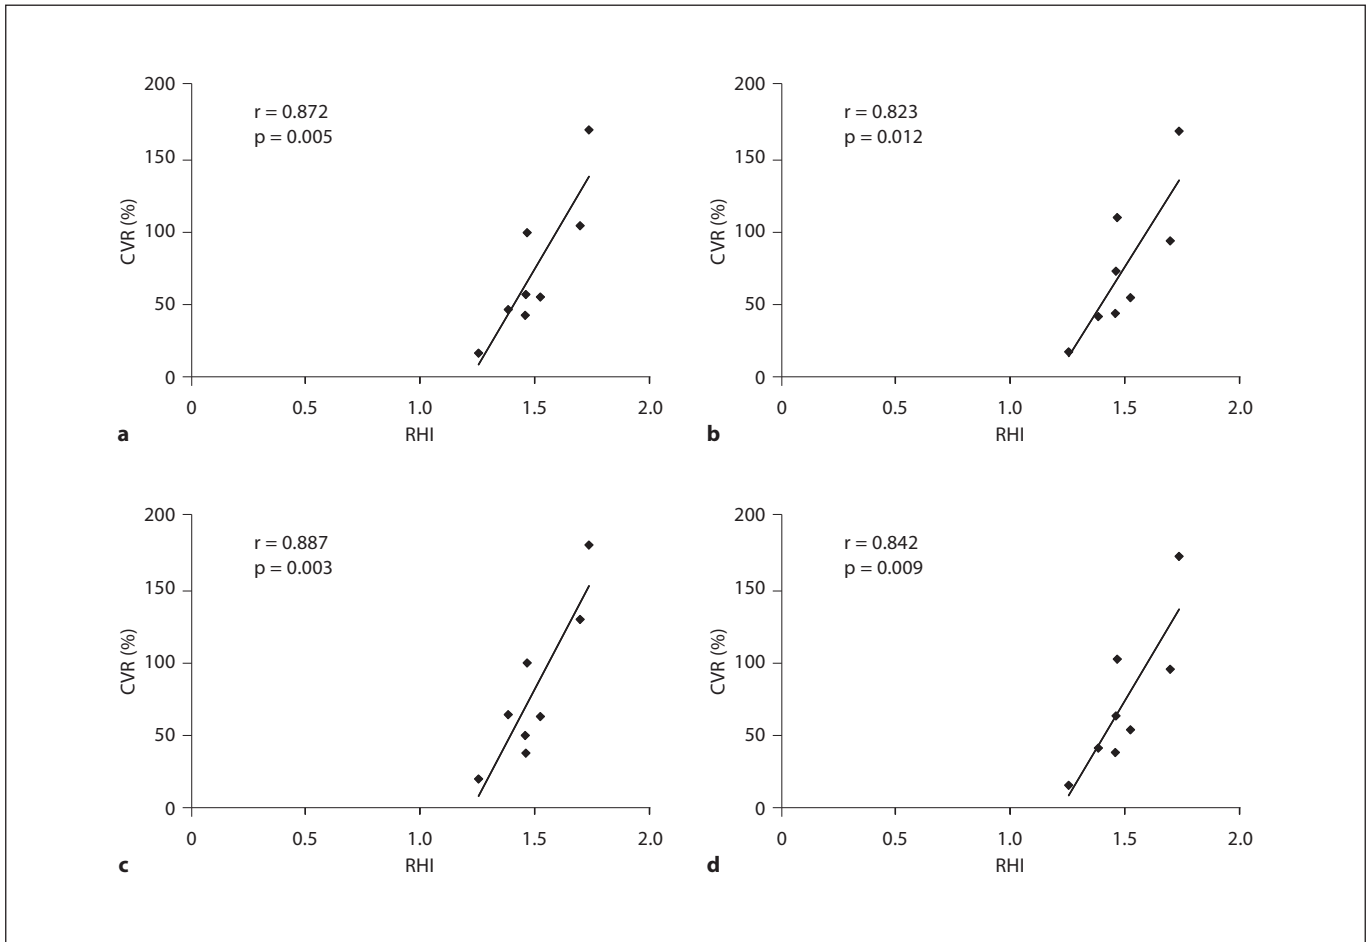 200
150
100
50
0
CVR (%)
r = 0.872
p = 0.005
0 0.5 1.0 1.5 2.0
RHI
a
200
150
100
50
0
CVR (%)
r = 0.823
p = 0.012
0 0.5 1.0 1.5 2.0
RHI
b
200
150
100
50
0
CVR (%)
r = 0.887
p = 0.003
0 0.5 1.0 1.5 2.0
RHI
c
200
150
100
50
0
CVR (%)
r = 0.842
p = 0.009
0 0.5 1.0 1.5 2.0
RHI
d